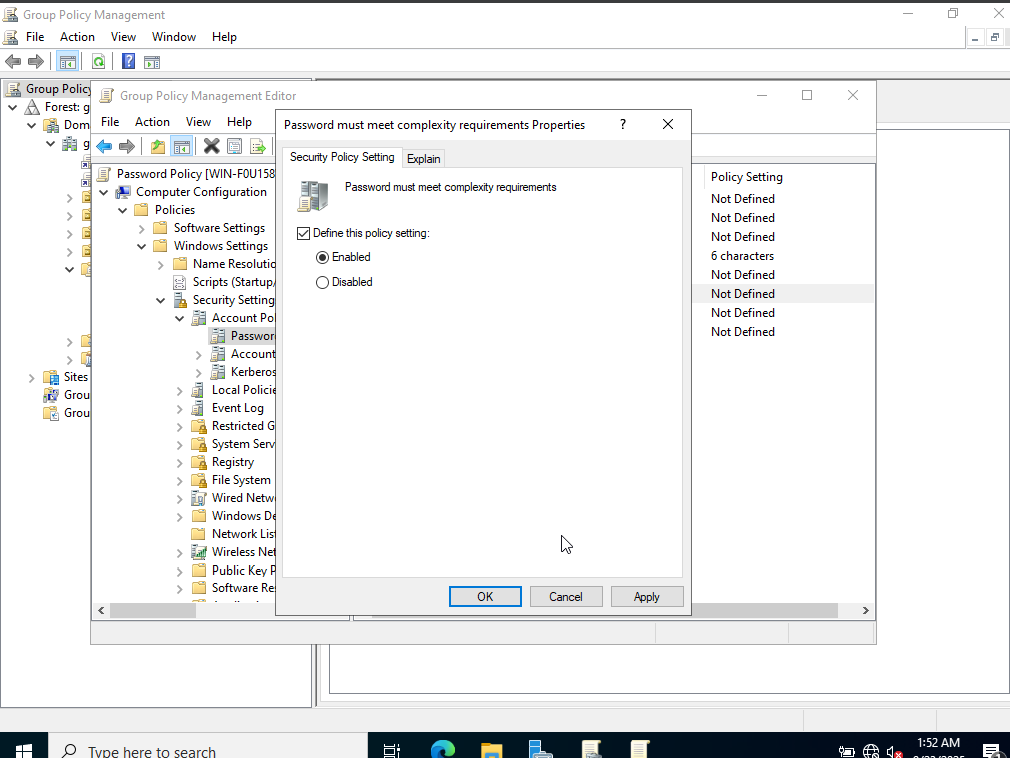 Group Policy Management
File Action View Window Help
Group Policy
Forest: g
Dom
g
Sites
Grou
Grou
Group Policy Management Editor
File Action View Help
Password Policy [WIN-F0U158
Computer Configuration
Policies
Software Settings
Windows Settings
Name Resolutio
Scripts (Startup/
Security Setting
Account Pol
Passwor
Account
Kerberos
Local Policie
Event Log
Restricted G
System Serv
Registry
File System
Wired Netw
Windows De
Network List
Wireless Net
Public Key P
Software Re
Policy Setting
Not Defined
Not Defined
Not Defined
6 characters
Not Defined
Not Defined
Not Defined
Not Defined
Password must meet complexity requirements Properties ?
Security Policy Setting Explain
Password must meet complexity requirements
Define this policy setting:
Enabled
Disabled
OK Cancel Apply
Type here to search
1:52 AM